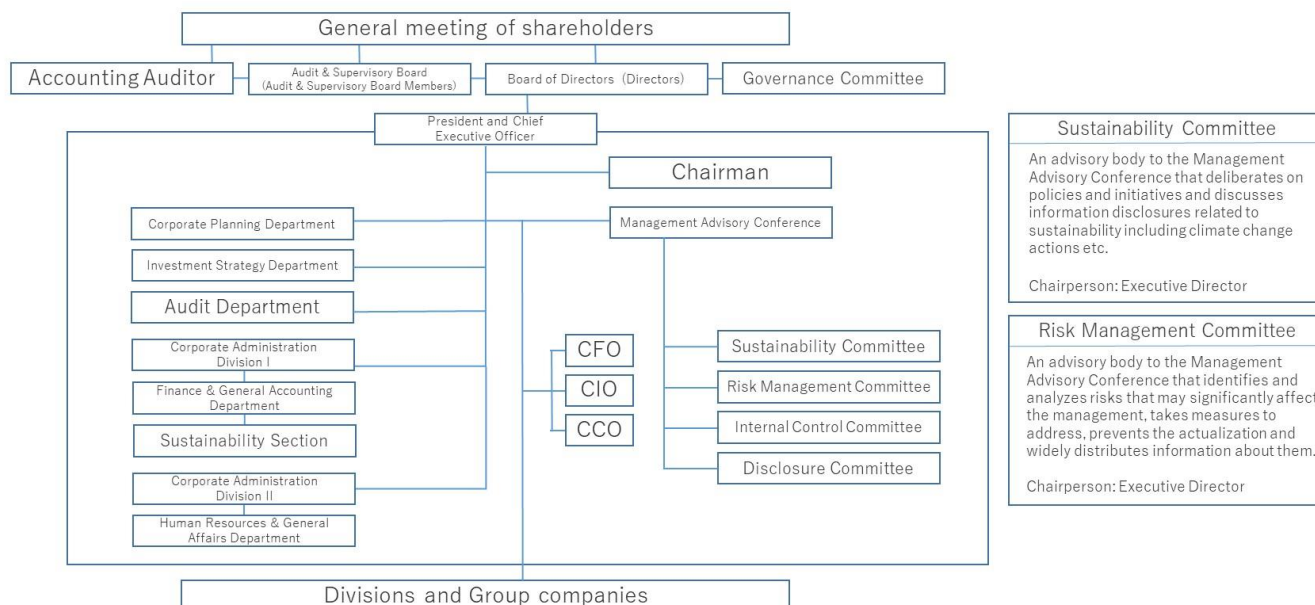 General meeting of shareholders
Accounting Auditor
Audit & Supervisory Board
(Audit & Supervisory Board Members)
Board of Directors (Directors)
Governance Committee
President and Chief
Executive Officer
Chairman
Corporate Planning Department
Management Advisory Conference
Investment Strategy Department
Audit Department
Corporate Administration
Division I
Finance & General Accounting
Department
Sustainability Section
Corporate Administration
Division II
Human Resources & General
Affairs Department
CFO
CIO
CCO
Sustainability Committee
Risk Management Committee
Internal Control Committee
Disclosure Committee
Divisions and Group companies
Sustainability Committee
An advisory body to the Management
Advisory Conference that deliberates on
policies and initiatives and discusses
information disclosures related to
sustainability including climate change
actions etc.
Chairperson: Executive Director
Risk Management Committee
An advisory body to the Management
Advisory Conference that identifies and
analyzes risks that may significantly affect
the management, takes measures to
address, prevents the actualization and
widely distributes information about them.
Chairperson: Executive Director